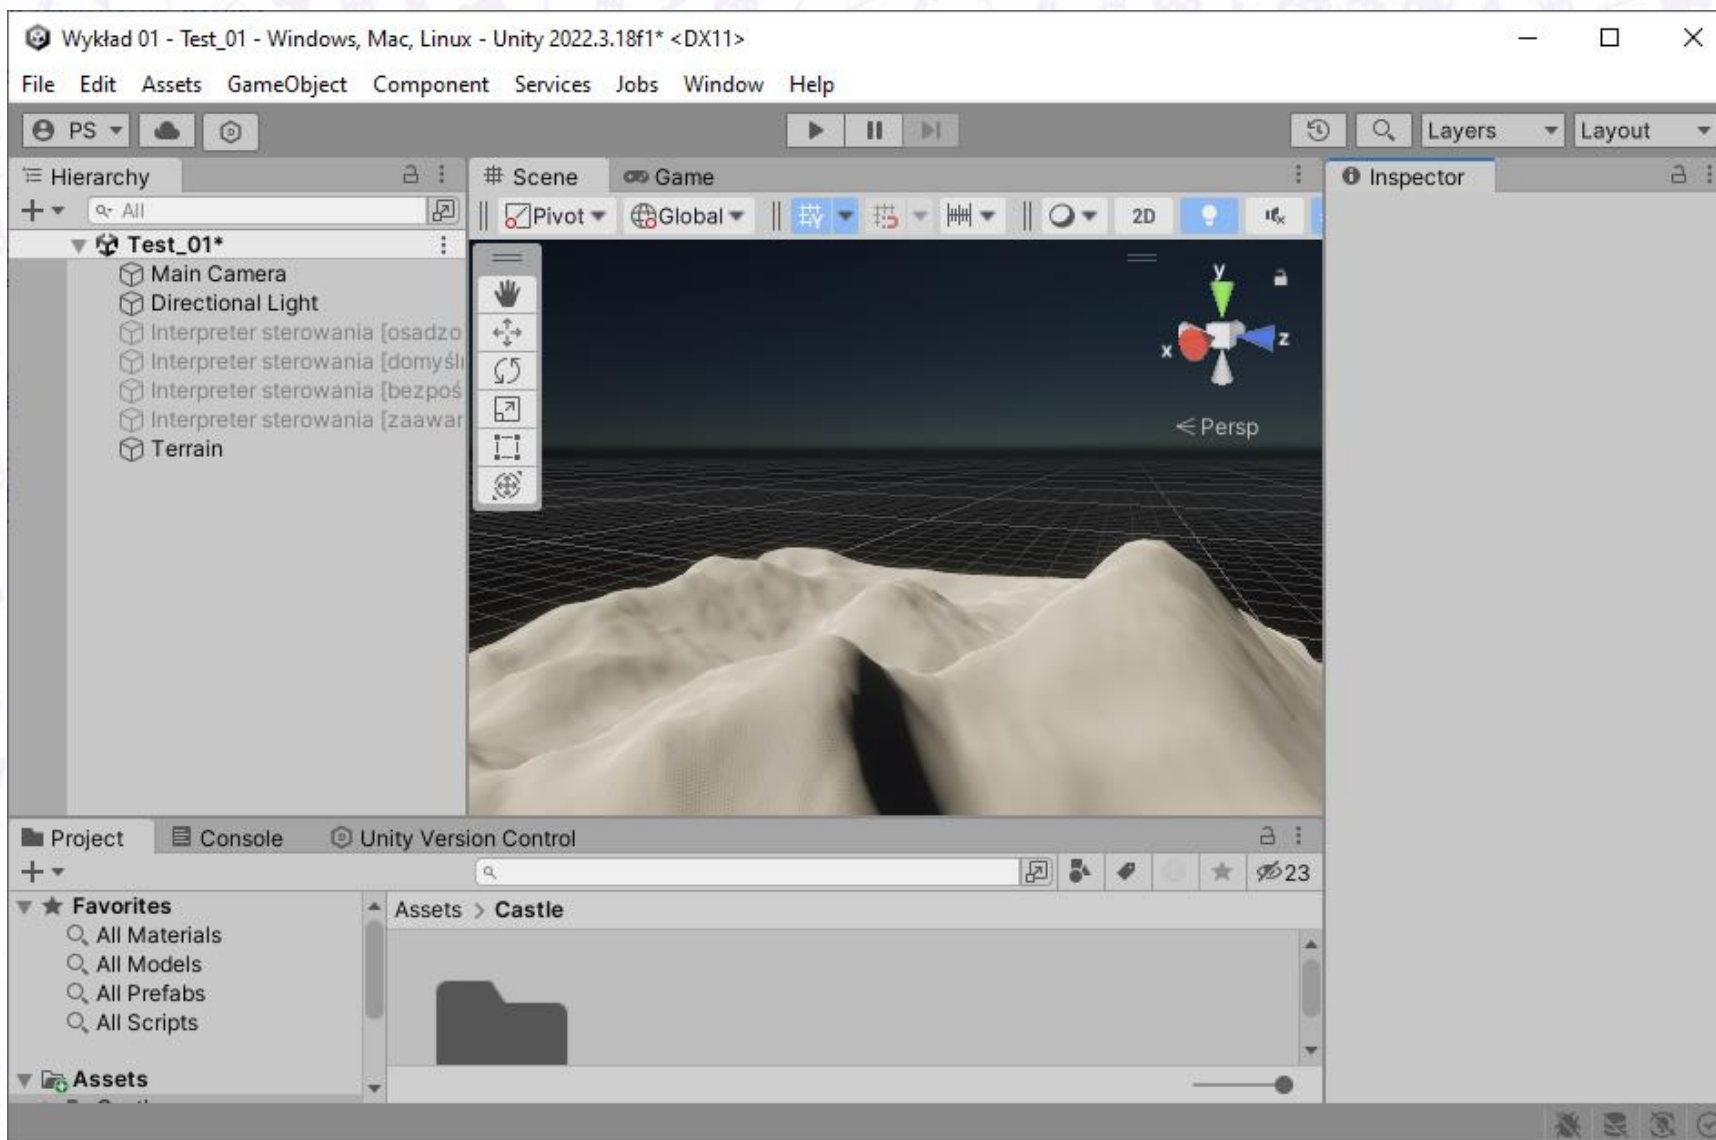 Wykład 01 - Test_01 - Windows, Mac, Linux - Unity 2022.3.18f1* <DX11>
File Edit Assets GameObject Component Services Jobs Window Help
PS Layers Layout
Hierarchy
All
Test_01*
Main Camera
Directional Light
Interpreter sterowania [osadzo
Interpreter sterowania [domyśl
Interpreter sterowania [bezpoś
Interpreter sterowania [zaawar
Terrain
Scene Game
Pivot Global 2D
y
x
z
Persp
Inspector
Project Console Unity Version Control
23
Favorites
All Materials
All Models
All Prefabs
All Scripts
Assets
Assets > Castle